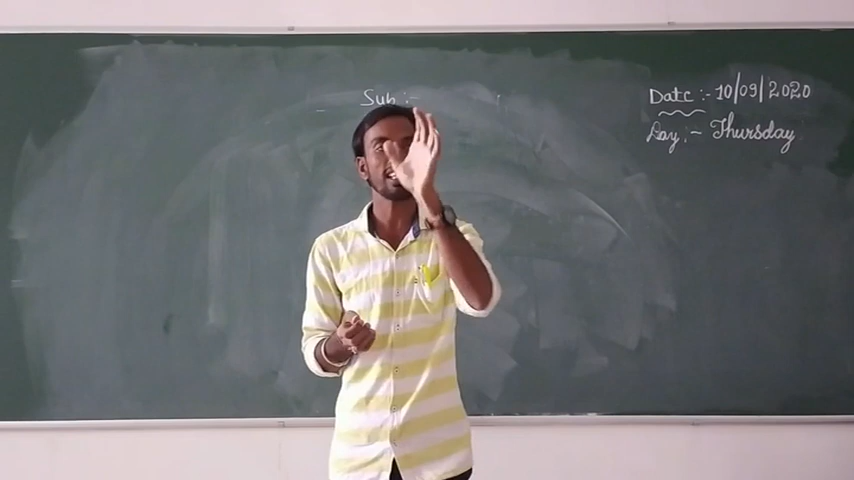 Sub :-
Date :- 10/09/2020
Day :- Thursday